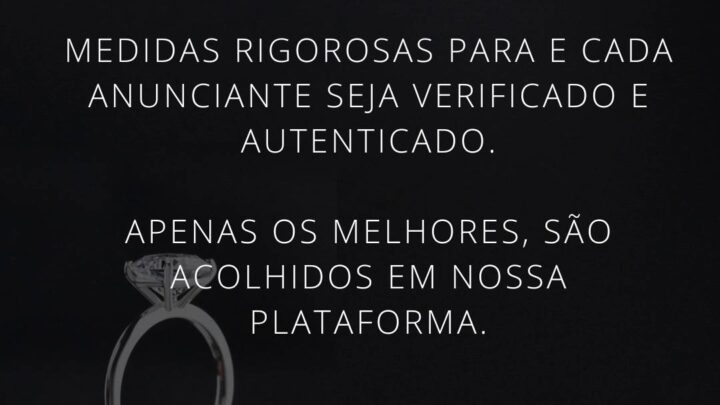 MEDIDAS RIGOROSAS PARA E CADA
ANUNCIANTE SEJA VERIFICADO E
AUTENTICADO.
APENAS OS MELHORES, SÃO
ACOLHIDOS EM NOSSA
PLATAFORMA.